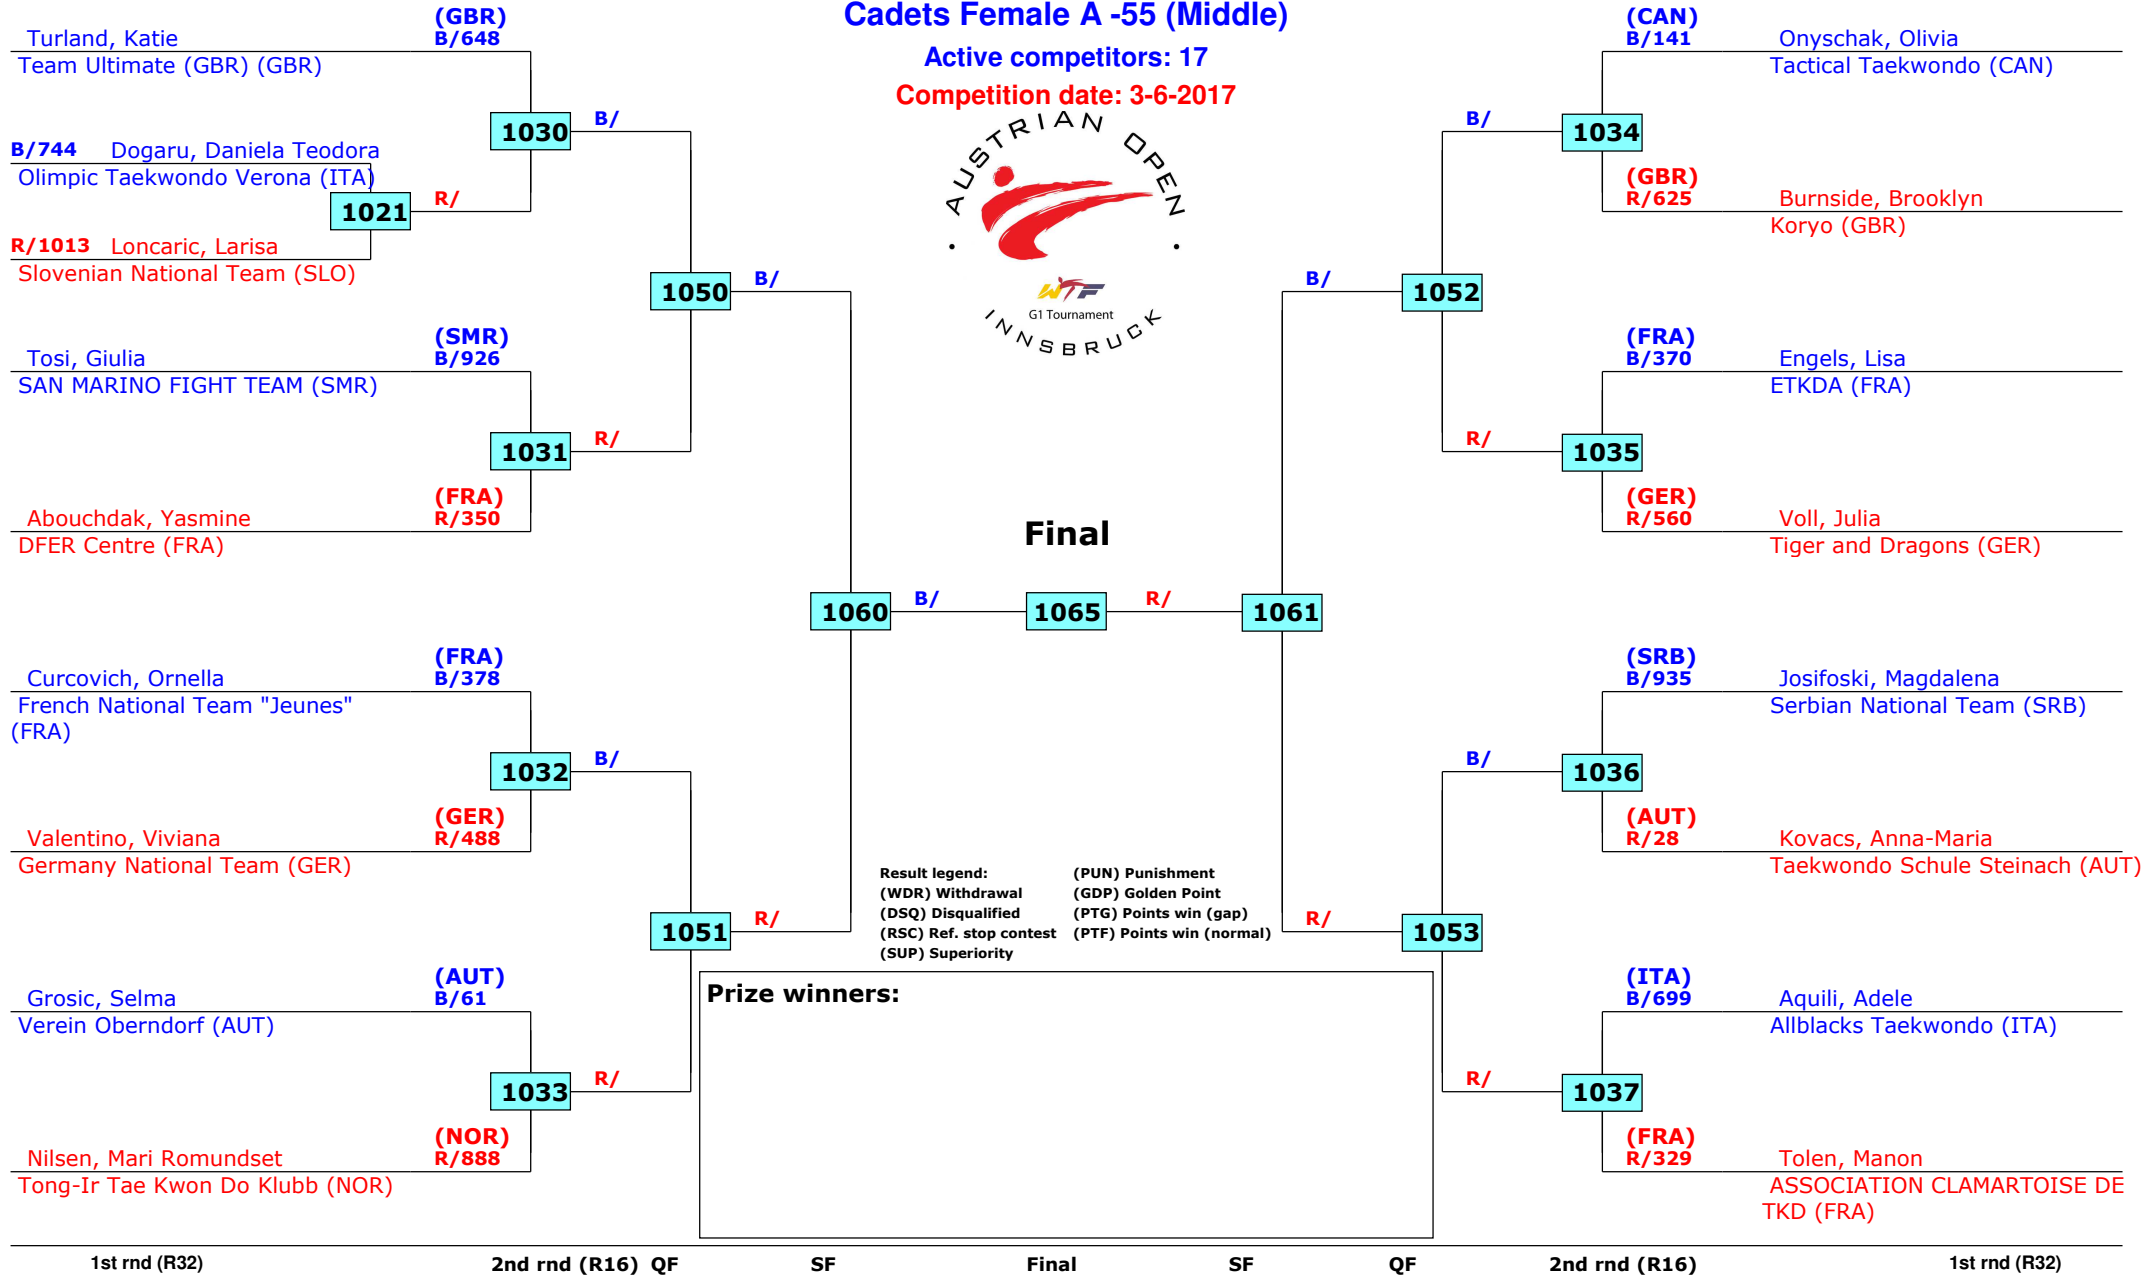 Cadets Female A -55 (Middle)
Active competitors: 17
Competition date: 3-6-2017
AUSTRIAN OPEN
WTF
G1 Tournament
INNSBRUCK
(GBR)
Turland, Katie B/648
Team Ultimate (GBR) (GBR)
1030 B/
B/744 Dogaru, Daniela Teodora
Olimpic Taekwondo Verona (ITA)
1021 R/
R/1013 Loncaric, Larisa
Slovenian National Team (SLO)
1050 B/
(SMR)
Tosi, Giulia B/926
SAN MARINO FIGHT TEAM (SMR)
1031 R/
(FRA)
Abouchdak, Yasmine R/350
DFER Centre (FRA)
1060 B/
(FRA)
Curcovich, Ornella B/378
French National Team "Jeunes"
(FRA)
1032 B/
(GER)
Valentino, Viviana R/488
Germany National Team (GER)
1051 R/
(AUT)
Grosic, Selma B/61
Verein Oberndorf (AUT)
1033 R/
(NOR)
Nilsen, Mari Romundset R/888
Tong-Ir Tae Kwon Do Klubb (NOR)
Final
1065
(CAN)
B/141 Onyschak, Olivia
Tactical Taekwondo (CAN)
B/ 1034
(GBR)
R/625 Burnside, Brooklyn
Koryo (GBR)
B/ 1052
(FRA)
B/370 Engels, Lisa
ETKDA (FRA)
R/ 1035
(GER)
R/560 Voll, Julia
Tiger and Dragons (GER)
R/ 1061
(SRB)
B/935 Josifoski, Magdalena
Serbian National Team (SRB)
B/ 1036
(AUT)
R/28 Kovacs, Anna-Maria
Taekwondo Schule Steinach (AUT)
R/ 1053
(ITA)
B/699 Aquili, Adele
Allblacks Taekwondo (ITA)
R/ 1037
(FRA)
R/329 Tolen, Manon
ASSOCIATION CLAMARTOISE DE
TKD (FRA)
Result legend: (PUN) Punishment
(WDR) Withdrawal (GDP) Golden Point
(DSQ) Disqualified (PTG) Points win (gap)
(RSC) Ref. stop contest (PTF) Points win (normal)
(SUP) Superiority
Prize winners:
1st rnd (R32) 2nd rnd (R16) QF SF Final SF QF 2nd rnd (R16) 1st rnd (R32)